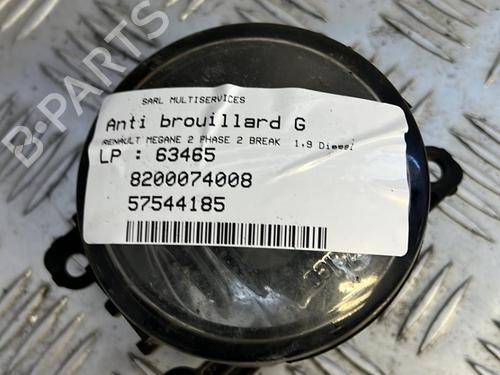 SARL MULTISERVICES
Anti brouillard G
RENAULT MEGANE 2 PHASE 2 BREAK 1.9 Diesel
LP : 63465
8200074008
57544185
B-PARTS